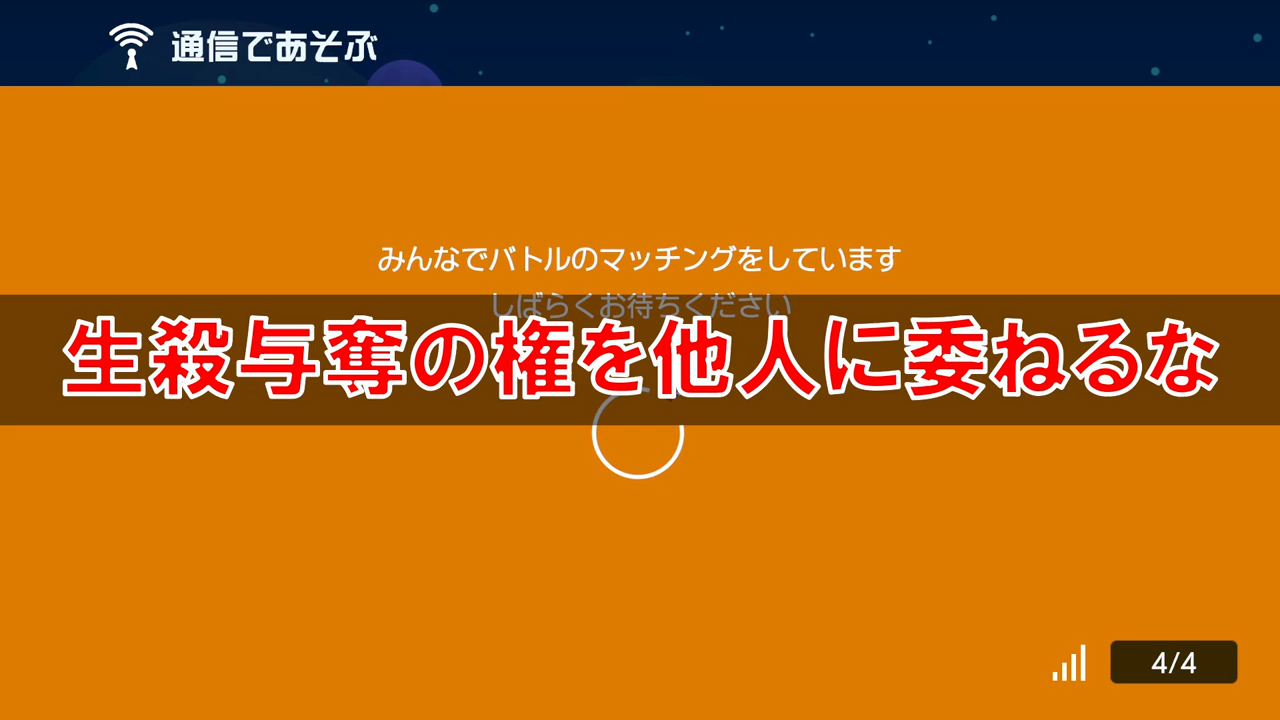 通信であそぶ
みんなでバトルのマッチングをしています
しばらくお待ちください
生殺与奪の権を他人に委ねるな
4/4